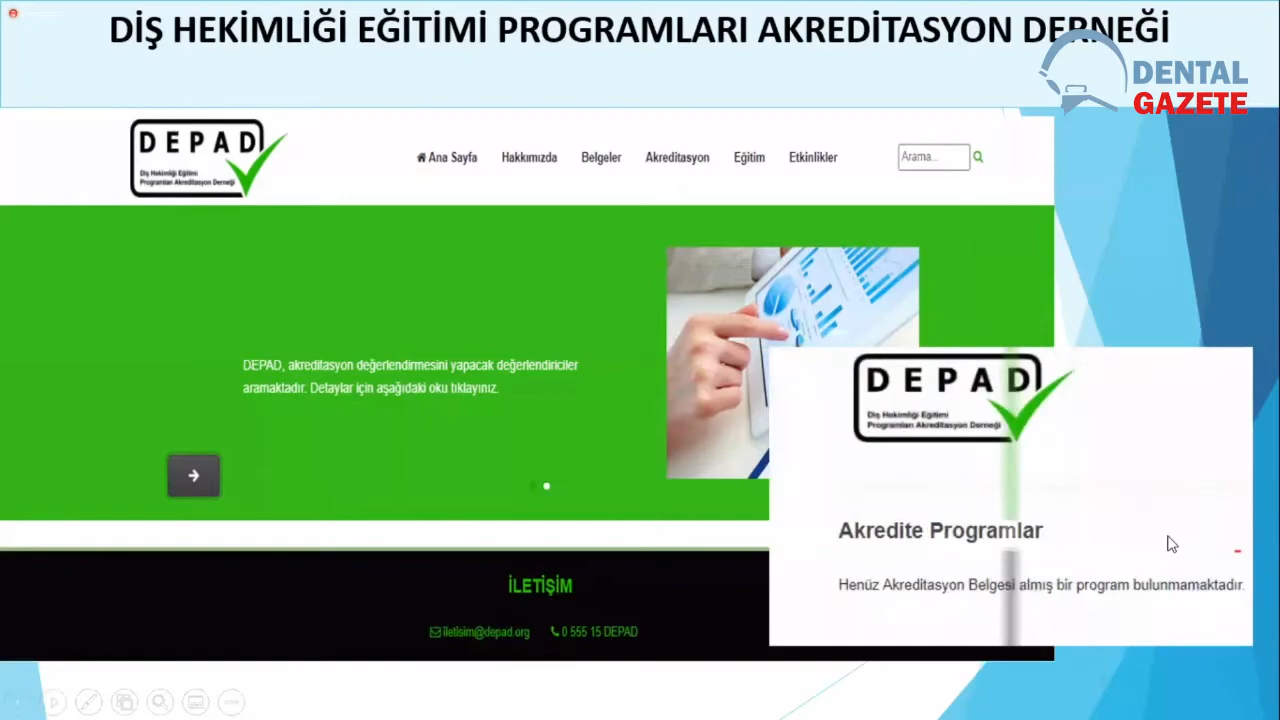 DİŞ HEKİMLİĞİ EĞİTİMİ PROGRAMLARI AKREDİTASYON DERNEĞİ
DENTAL
GAZETE
DEPAD
Diş Hekimliği Eğitimi
Programları Akreditasyon Derneği
Ana Sayfa Hakkımızda Belgeler Akreditasyon Eğitim Etkinlikler
Arama...
DEPAD, akreditasyon değerlendirmesini yapacak değerlendiriciler
aramaktadır. Detaylar için aşağıdaki oku tıklayınız.
DEPAD
Diş Hekimliği Eğitimi
Programları Akreditasyon Derneği
Akredite Programlar
Henüz Akreditasyon Belgesi almış bir program bulunmamaktadır.
İLETİŞİM
iletisim@depad.org 0 555 15 DEPAD